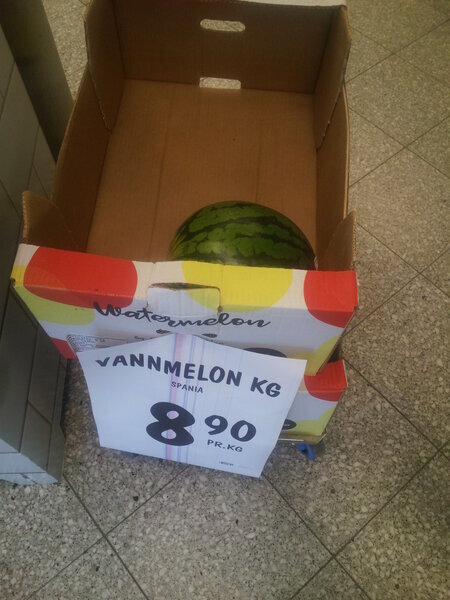 Watermelon
VANNMELON KG
SPANIA
8 90
PR.KG